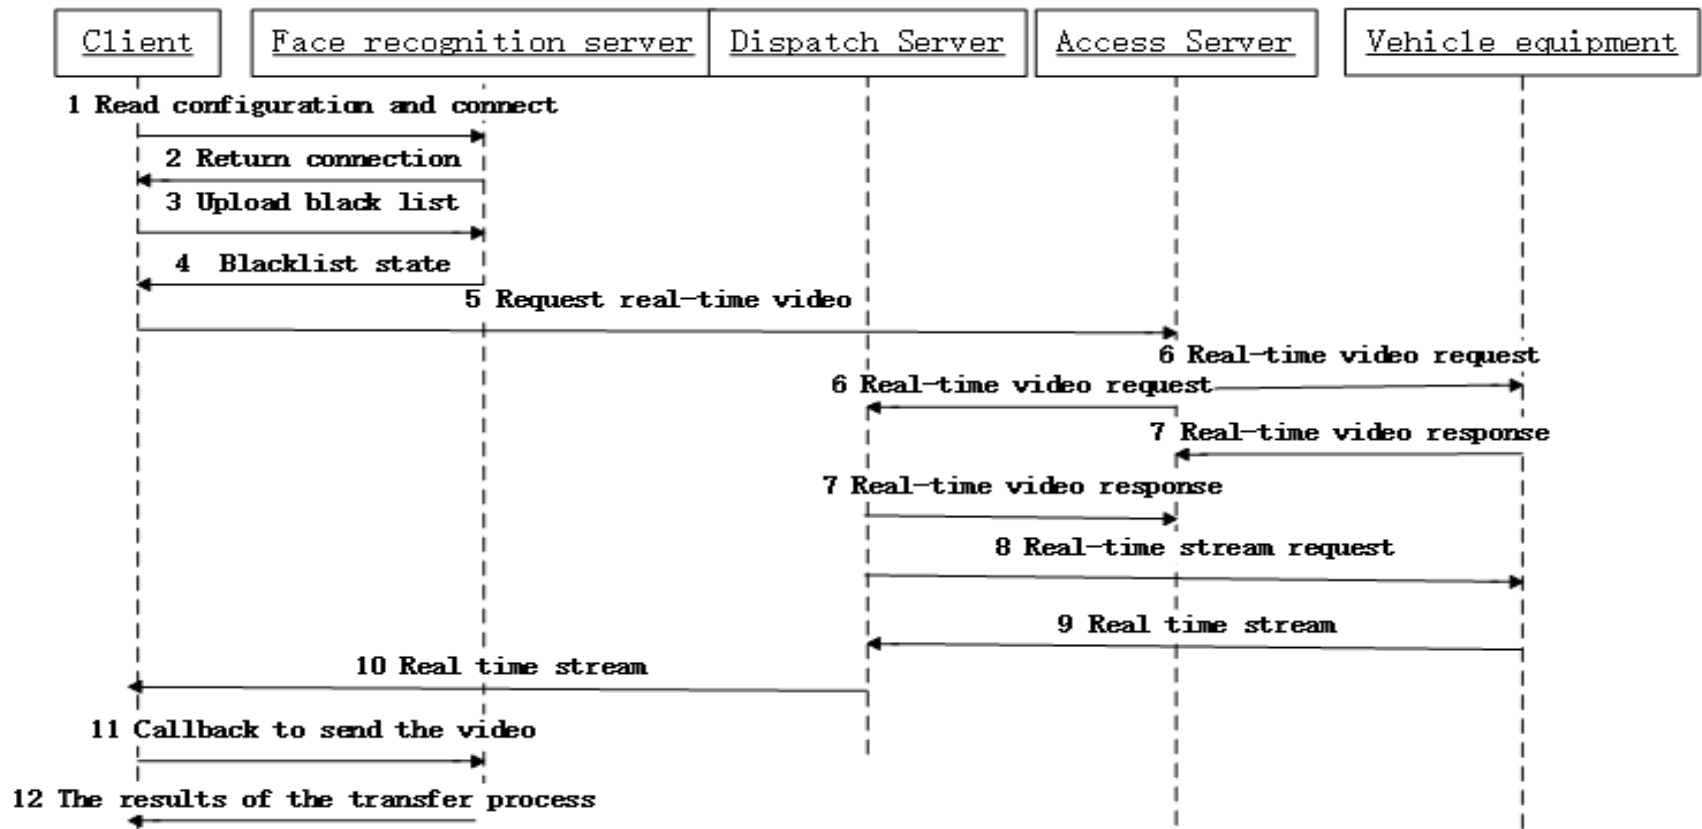 Client
Face recognition server
Dispatch Server
Access Server
Vehicle equipment
1 Read configuration and connect
2 Return connection
3 Upload black list
4 Blacklist state
5 Request real-time video
6 Real-time video request
6 Real-time video request
7 Real-time video response
7 Real-time video response
8 Real-time stream request
9 Real time stream
10 Real time stream
11 Callback to send the video
12 The results of the transfer process